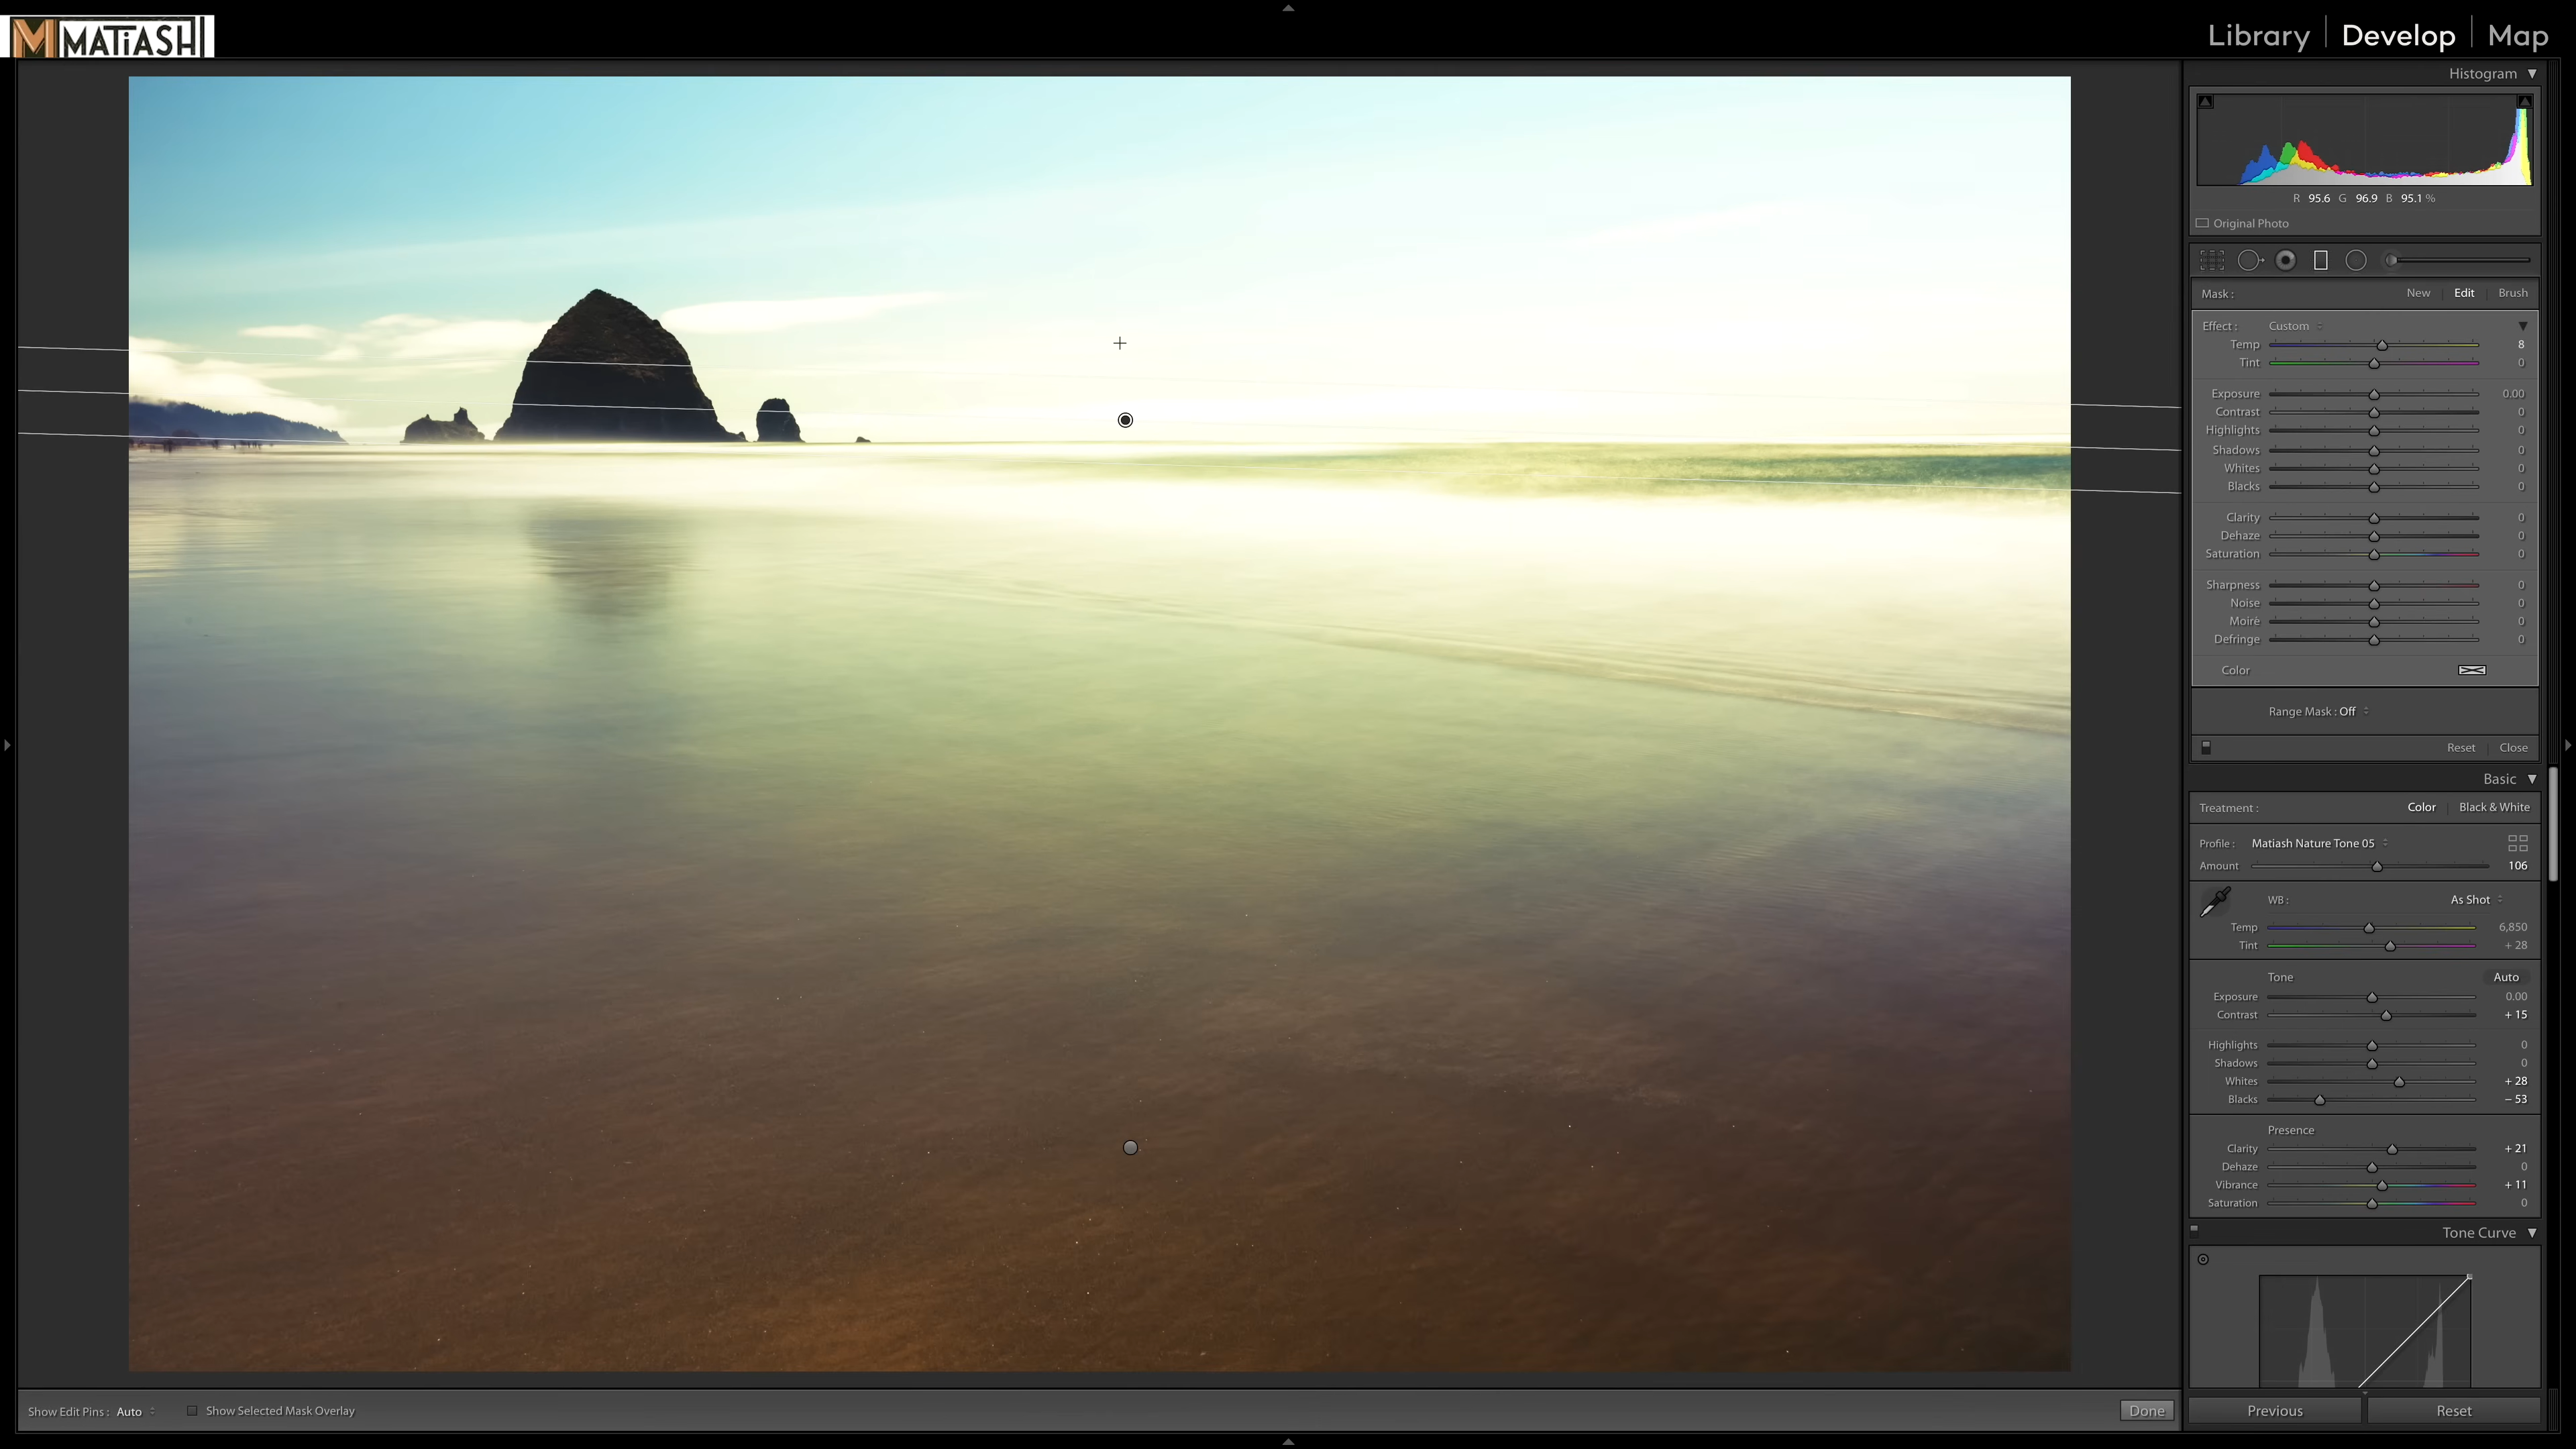 MATiASH
Library | Develop | Map
Histogram
R 95.6 G 96.9 B 95.1 %
Original Photo
Mask : New | Edit | Brush
Effect : Custom
Temp 8
Tint 0
Exposure 0.00
Contrast 0
Highlights 0
Shadows 0
Whites 0
Blacks 0
Clarity 0
Dehaze 0
Saturation 0
Sharpness 0
Noise 0
Moiré 0
Defringe 0
Color
Range Mask : Off
Reset | Close
Basic
Treatment : Color | Black & White
Profile : Matiash Nature Tone 05
Amount 106
WB : As Shot
Temp 6,850
Tint + 28
Tone Auto
Exposure 0.00
Contrast + 15
Highlights 0
Shadows 0
Whites + 28
Blacks – 53
Presence
Clarity + 21
Dehaze 0
Vibrance + 11
Saturation 0
Tone Curve
Show Edit Pins : Auto Show Selected Mask Overlay Done
Previous Reset